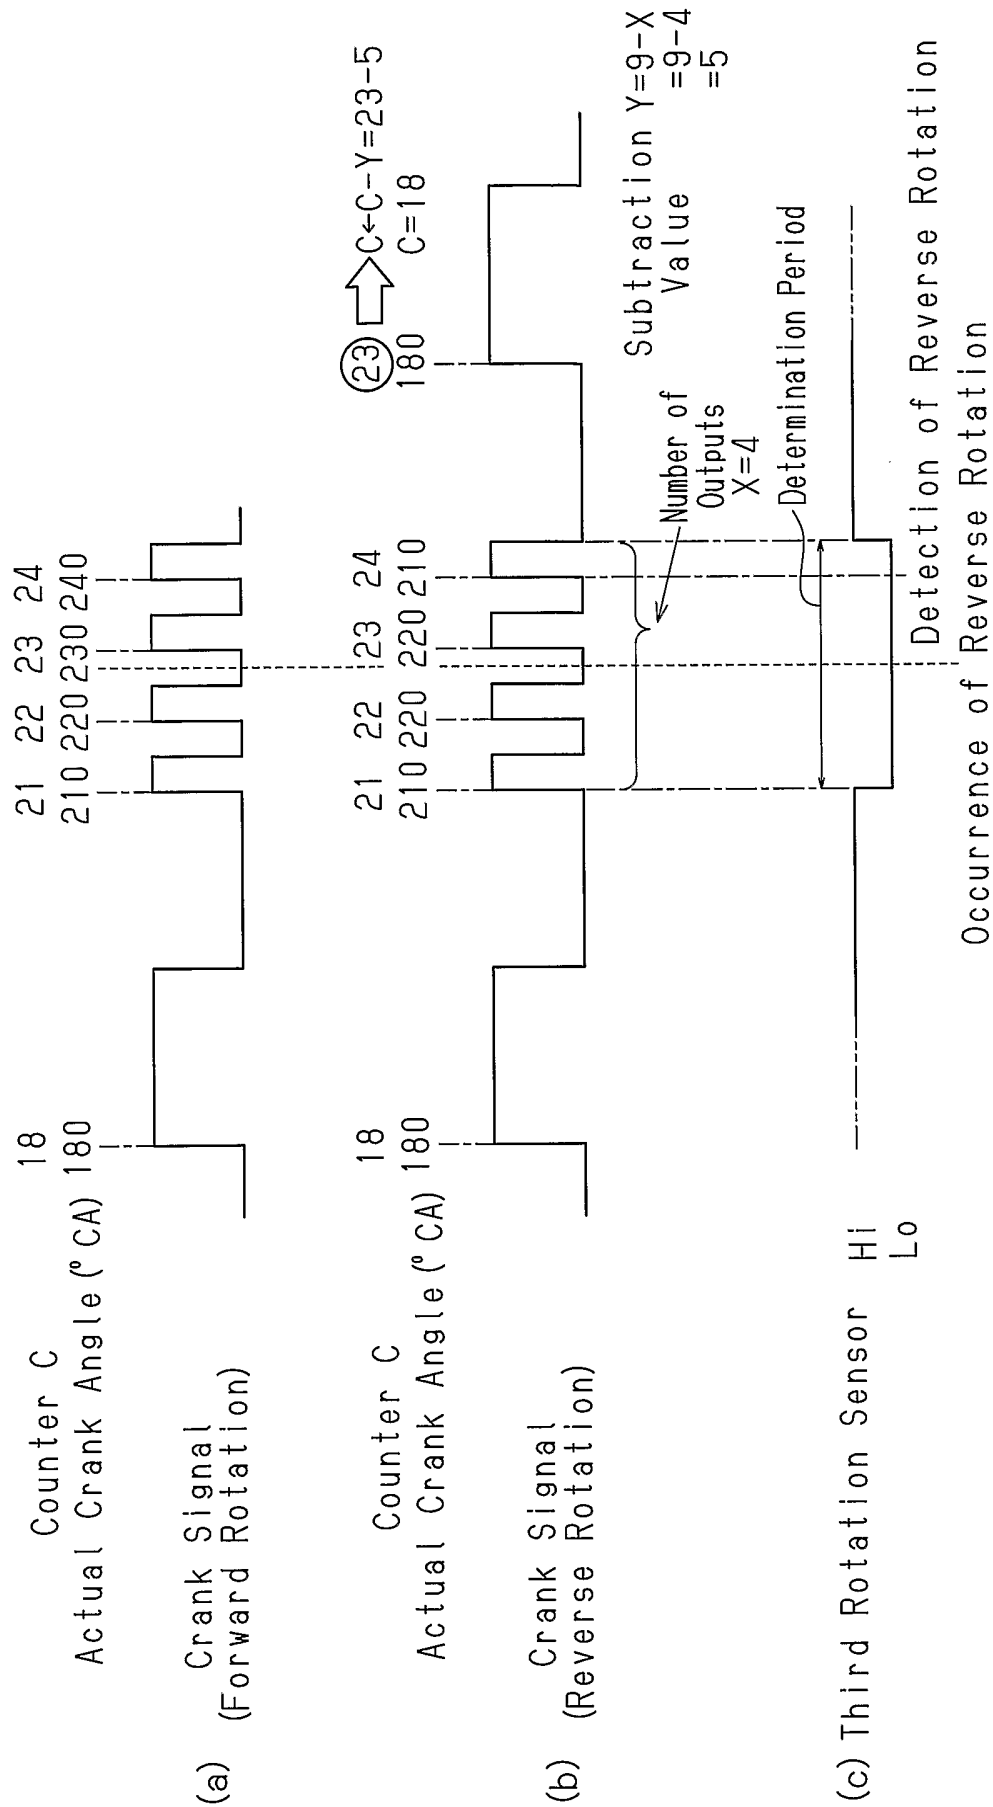 Counter C 18 21 22 23 24
Actual Crank Angle (° CA) 180 210 220 230 240
(a) Crank Signal
(Forward Rotation)
Counter C 18 21 22 23 24 23 C←C-Y=23-5
Actual Crank Angle (° CA) 180 210 220 220 210 180 C=18
(b) Crank Signal
(Reverse Rotation)
Number of
Outputs
X=4
Subtraction Y=9-X
Value =9-4
=5
Determination Period
(c) Third Rotation Sensor Hi
Lo
Detection of Reverse Rotation
Occurrence of Reverse Rotation